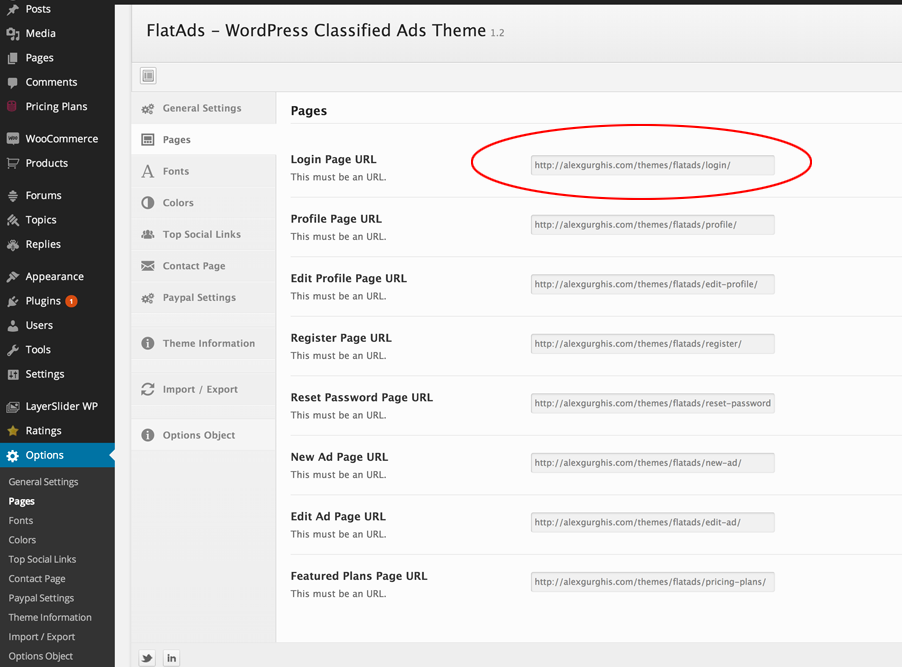 Posts
Media
Pages
Comments
Pricing Plans
WooCommerce
Products
Forums
Topics
Replies
Appearance
Plugins 1
Users
Tools
Settings
LayerSlider WP
Ratings
Options
General Settings
Pages
Fonts
Colors
Top Social Links
Contact Page
Paypal Settings
Theme Information
Import / Export
Options Object
FlatAds – WordPress Classified Ads Theme 1.2
General Settings
Pages
Fonts
Colors
Top Social Links
Contact Page
Paypal Settings
Theme Information
Import / Export
Options Object
Pages
Login Page URL
This must be an URL.
http://alexgurghis.com/themes/flatads/login/
Profile Page URL
This must be an URL.
http://alexgurghis.com/themes/flatads/profile/
Edit Profile Page URL
This must be an URL.
http://alexgurghis.com/themes/flatads/edit-profile/
Register Page URL
This must be an URL.
http://alexgurghis.com/themes/flatads/register/
Reset Password Page URL
This must be an URL.
http://alexgurghis.com/themes/flatads/reset-password
New Ad Page URL
This must be an URL.
http://alexgurghis.com/themes/flatads/new-ad/
Edit Ad Page URL
This must be an URL.
http://alexgurghis.com/themes/flatads/edit-ad/
Featured Plans Page URL
This must be an URL.
http://alexgurghis.com/themes/flatads/pricing-plans/